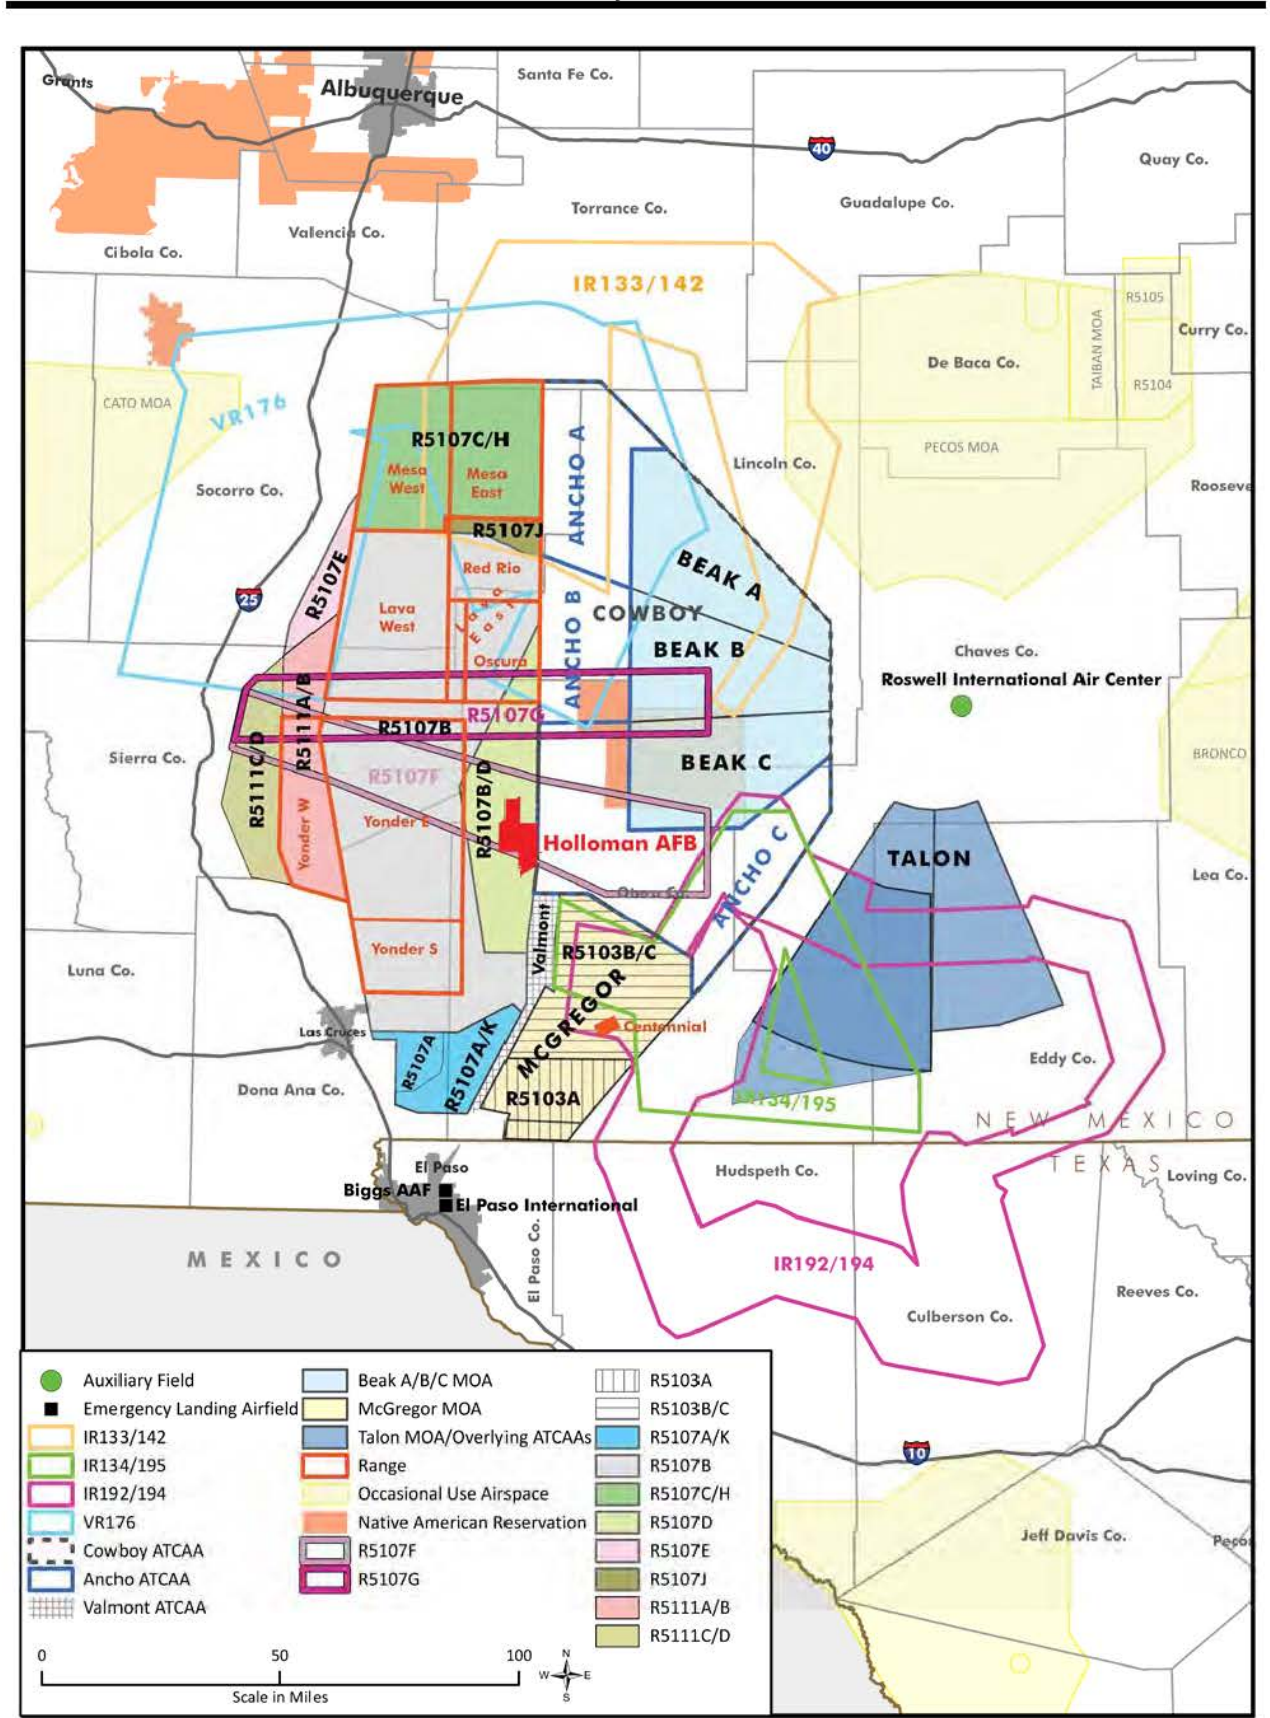 Santa Fe Co.
Grants
Albuquerque
40
Quay Co.
Guadalupe Co.
Torrance Co.
Valencia Co.
Cibola Co.
IR133/142
R5105
TAIBAN MOA
Curry Co.
De Baca Co.
R5104
CATO MOA
VR176
R5107C/H
ANCHO A
PECOS MOA
Lincoln Co.
Mesa
West
Mesa
East
Socorro Co.
Rooseve
R5107J
R5107E
Red Rio
BEAK A
25
Lava
West
Lava
East
ANCHO B
COWBOY
BEAK B
Chaves Co.
Oscura
Roswell International Air Center
R5111A/B
R5107G
R5107B
Sierra Co.
BRONCO
R5111C/D
R5107F
R5107B/D
BEAK C
Yonder W
Yonder E
Holloman AFB
ANCHO C
TALON
Lea Co.
Otero Co.
Valmont
Yonder S
R5103B/C
Luna Co.
MCGREGOR
Las Cruces
Centennial
R5107A
R5107A/K
Eddy Co.
Dona Ana Co.
R5103A
IR134/195
NEW MEXICO
TEXAS
El Paso
Hudspeth Co.
Loving Co.
Biggs AAF
El Paso International
MEXICO
El Paso Co.
IR192/194
Reeves Co.
Culberson Co.
10
Jeff Davis Co.
Pecos
Auxiliary Field
Emergency Landing Airfield
IR133/142
IR134/195
IR192/194
VR176
Cowboy ATCAA
Ancho ATCAA
Valmont ATCAA
Beak A/B/C MOA
McGregor MOA
Talon MOA/Overlying ATCAAs
Range
Occasional Use Airspace
Native American Reservation
R5107F
R5107G
R5103A
R5103B/C
R5107A/K
R5107B
R5107C/H
R5107D
R5107E
R5107J
R5111A/B
R5111C/D
0 50 100
Scale in Miles
N
W E
S